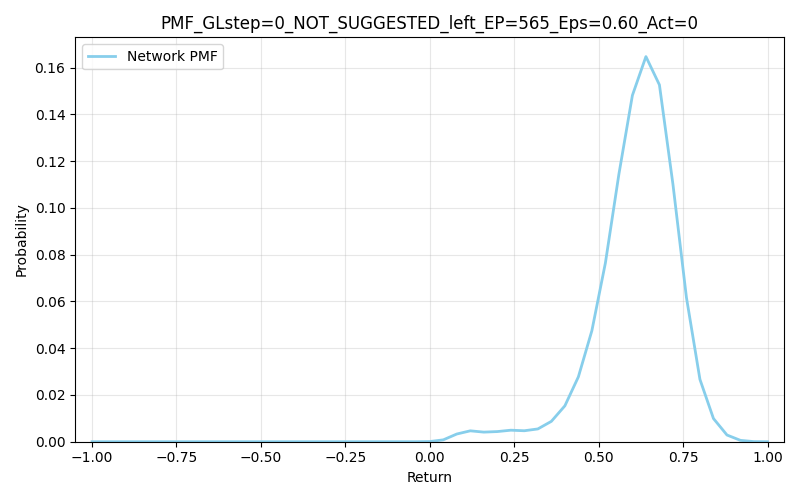 PMF_GLstep=0_NOT_SUGGESTED_left_EP=565_Eps=0.60_Act=0
Network PMF
Probability
0.16
0.14
0.12
0.10
0.08
0.06
0.04
0.02
0.00
−1.00 −0.75 −0.50 −0.25 0.00 0.25 0.50 0.75 1.00
Return